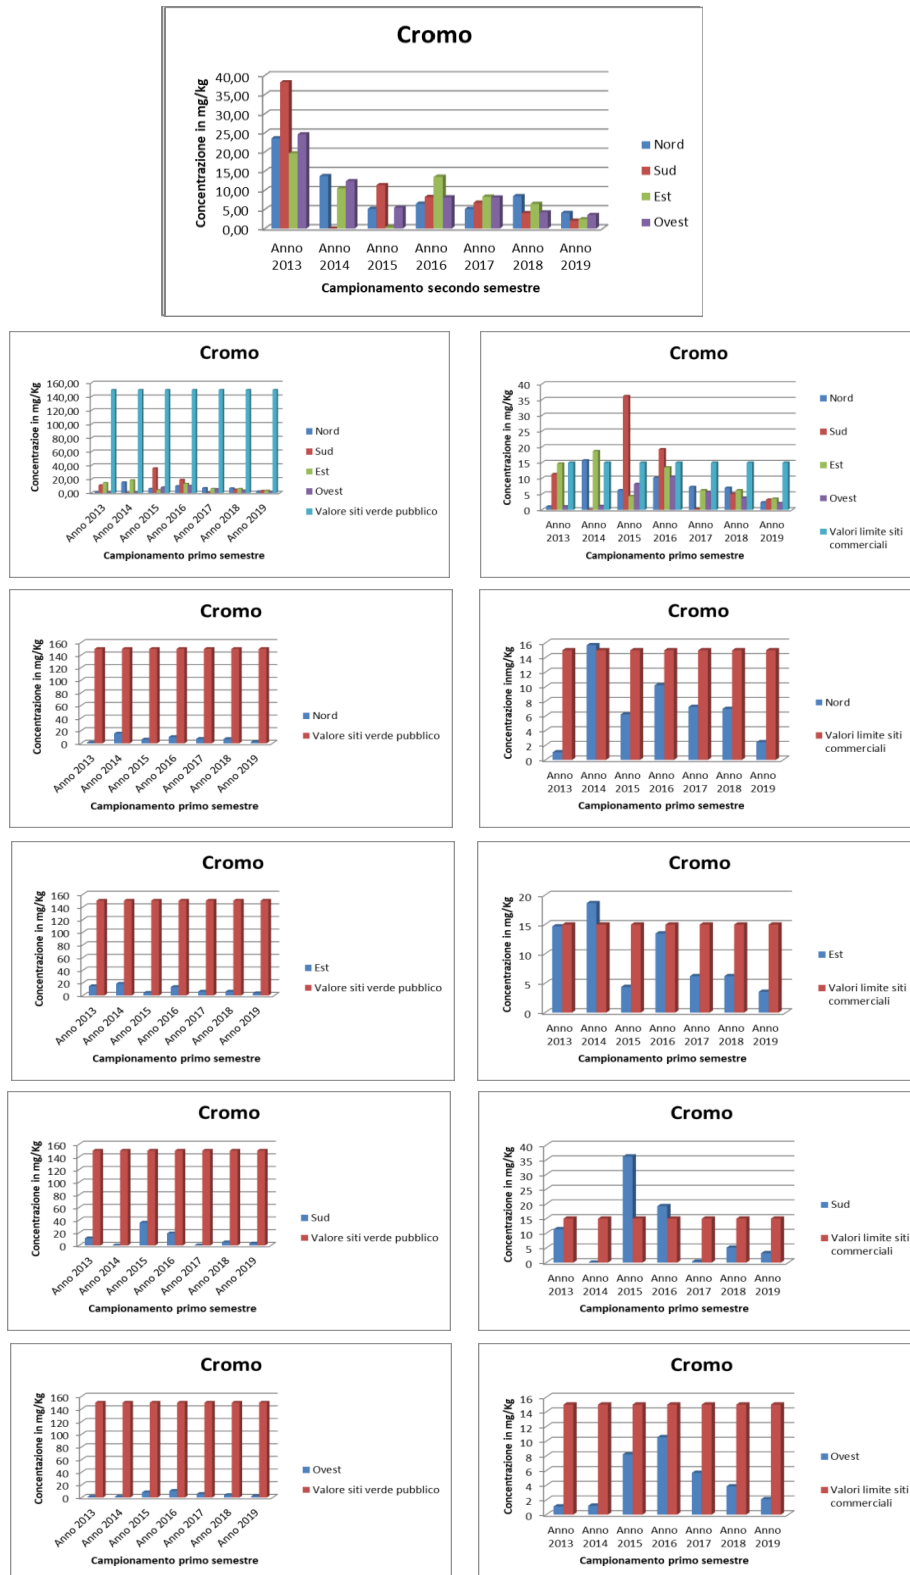 Cromo
Concentrazione in mg/kg
40,00
35,00
30,00
25,00
20,00
15,00
10,00
5,00
0,00
Anno 2013
Anno 2014
Anno 2015
Anno 2016
Anno 2017
Anno 2018
Anno 2019
Campionamento secondo semestre
Nord
Sud
Est
Ovest
Cromo
Concentrazioe in mg/Kg
160,00
140,00
120,00
100,00
80,00
60,00
40,00
20,00
0,00
Anno 2013
Anno 2014
Anno 2015
Anno 2016
Anno 2017
Anno 2018
Anno 2019
Campionamento primo semestre
Nord
Sud
Est
Ovest
Valore siti verde pubblico
Cromo
Concentrazione in mg/Kg
40
35
30
25
20
15
10
5
0
Anno 2013
Anno 2014
Anno 2015
Anno 2016
Anno 2017
Anno 2018
Anno 2019
Campionamento primo semestre
Nord
Sud
Est
Ovest
Valori limite siti
commerciali
Cromo
Concentrazione in mg/Kg
160
140
120
100
80
60
40
20
0
Anno 2013
Anno 2014
Anno 2015
Anno 2016
Anno 2017
Anno 2018
Anno 2019
Campionamento primo semestre
Nord
Valore siti verde pubblico
Cromo
Concentrazione inmg/Kg
16
14
12
10
8
6
4
2
0
Anno 2013
Anno 2014
Anno 2015
Anno 2016
Anno 2017
Anno 2018
Anno 2019
Campionamento primo semestre
Nord
Valori limite siti
commerciali
Cromo
Concentrazione in mg/Kg
160
140
120
100
80
60
40
20
0
Anno 2013
Anno 2014
Anno 2015
Anno 2016
Anno 2017
Anno 2018
Anno 2019
Campionamento primo semestre
Est
Valore siti verde pubblico
Cromo
Concentrazione in mg/Kg
20
15
10
5
0
Anno 2013
Anno 2014
Anno 2015
Anno 2016
Anno 2017
Anno 2018
Anno 2019
Campionamento primo semestre
Est
Valori limite siti
commerciali
Cromo
Concentrazione in mg/Kg
160
140
120
100
80
60
40
20
0
Anno 2013
Anno 2014
Anno 2015
Anno 2016
Anno 2017
Anno 2018
Anno 2019
Campionamento primo semestre
Sud
Valore siti verde pubblico
Cromo
Concentrazione in mg/Kg
40
35
30
25
20
15
10
5
0
Anno 2013
Anno 2014
Anno 2015
Anno 2016
Anno 2017
Anno 2018
Anno 2019
Campionamento primo semestre
Sud
Valori limite siti
commerciali
Cromo
Concentazione in mg/Kg
160
140
120
100
80
60
40
20
0
Anno 2013
Anno 2014
Anno 2015
Anno 2016
Anno 2017
Anno 2018
Anno 2019
Campionamento primo semestre
Ovest
Valore siti verde pubblico
Cromo
Concentrazione in mg/Kg
16
14
12
10
8
6
4
2
0
Anno 2013
Anno 2014
Anno 2015
Anno 2016
Anno 2017
Anno 2018
Anno 2019
Campionamento primo semestre
Ovest
Valori limite siti
commerciali